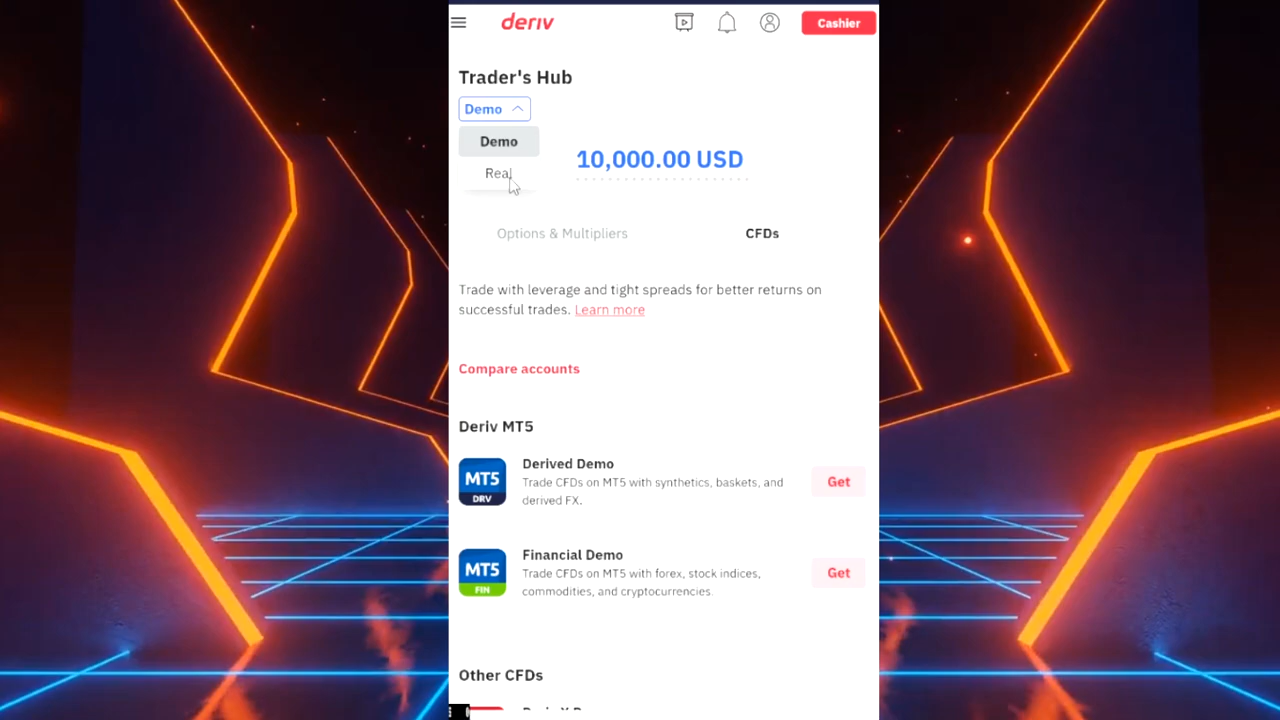 deriv
Cashier
Trader's Hub
Demo
Demo
Real
10,000.00 USD
Options & Multipliers
CFDs
Trade with leverage and tight spreads for better returns on
successful trades. Learn more
Compare accounts
Deriv MT5
MT5
DRV
Derived Demo
Trade CFDs on MT5 with synthetics, baskets, and
derived FX.
Get
MT5
FIN
Financial Demo
Trade CFDs on MT5 with forex, stock indices,
commodities, and cryptocurrencies.
Get
Other CFDs